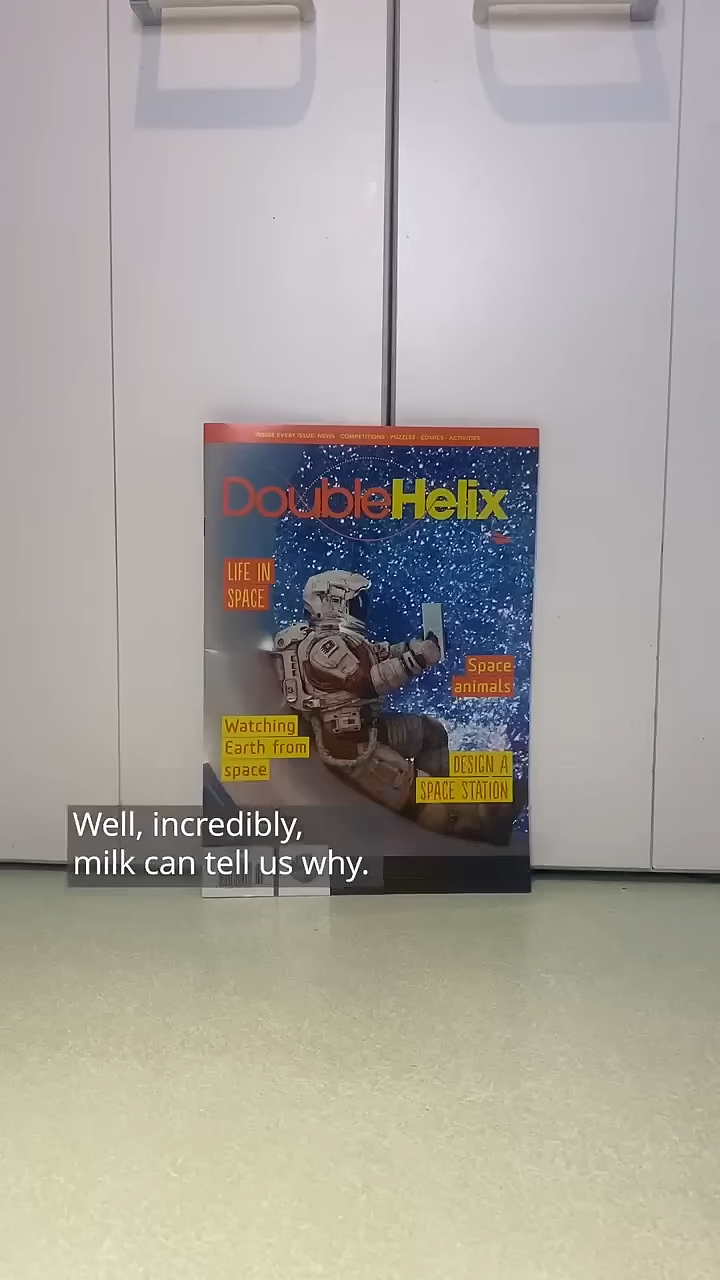 INSIDE EVERY ISSUE: NEWS · COMPETITIONS · PUZZLES · COMICS · ACTIVITIES
DoubleHelix
LIFE IN
SPACE
Space
animals
Watching
Earth from
space
DESIGN A
SPACE STATION
Well, incredibly,
milk can tell us why.